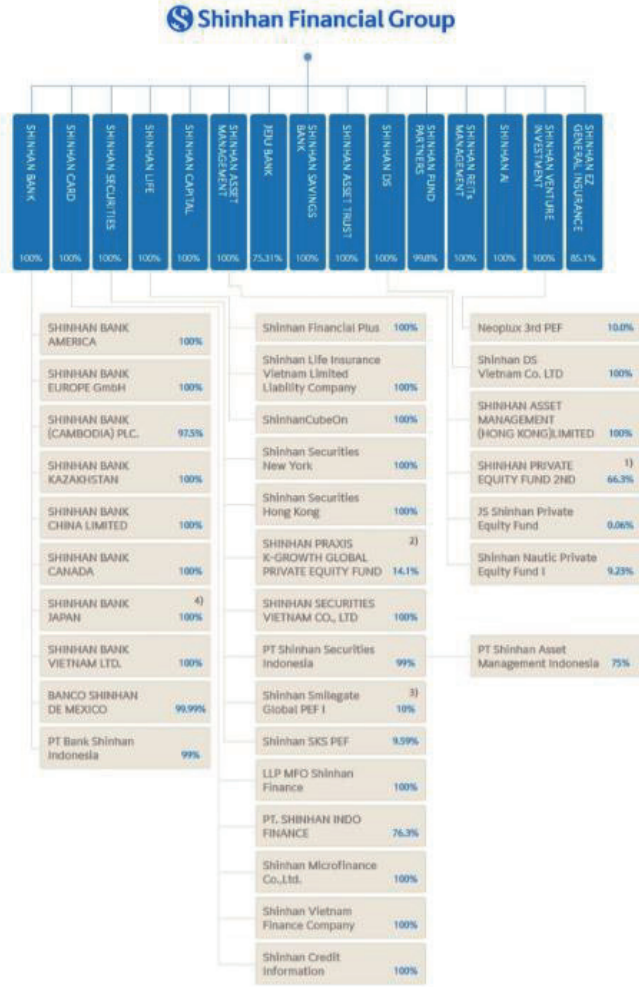 Shinhan Financial Group
SHINHAN BANK
100%
SHINHAN CARD
100%
SHINHAN SECURITIES
100%
SHINHAN LIFE
100%
SHINHAN CAPITAL
100%
SHINHAN ASSET
MANAGEMENT
100%
JEJU BANK
75.31%
SHINHAN SAVINGS
BANK
100%
SHINHAN ASSET TRUST
100%
SHINHAN DS
100%
SHINHAN FUND
PARTNERS
99.8%
SHINHAN REITs
MANAGEMENT
100%
SHINHAN AI
100%
SHINHAN VENTURE
INVESTMENT
100%
SHINHAN EZ
GENERAL INSURANCE
85.1%
SHINHAN BANK
AMERICA 100%
SHINHAN BANK
EUROPE GmbH 100%
SHINHAN BANK
(CAMBODIA) PLC. 97.5%
SHINHAN BANK
KAZAKHSTAN 100%
SHINHAN BANK
CHINA LIMITED 100%
SHINHAN BANK
CANADA 100%
SHINHAN BANK 4)
JAPAN 100%
SHINHAN BANK
VIETNAM LTD. 100%
BANCO SHINHAN
DE MEXICO 99.99%
PT Bank Shinhan
Indonesia 99%
Shinhan Financial Plus 100%
Shinhan Life Insurance
Vietnam Limited
Liability Company 100%
ShinhanCubeOn 100%
Shinhan Securities
New York 100%
Shinhan Securities
Hong Kong 100%
SHINHAN PRAXIS 2)
K-GROWTH GLOBAL
PRIVATE EQUITY FUND 14.1%
SHINHAN SECURITIES
VIETNAM CO., LTD 100%
PT Shinhan Securities
Indonesia 99%
Shinhan Smilegate 3)
Global PEF I 10%
Shinhan SKS PEF 9.59%
LLP MFO Shinhan
Finance 100%
PT. SHINHAN INDO
FINANCE 76.3%
Shinhan Microfinance
Co.,Ltd. 100%
Shinhan Vietnam
Finance Company 100%
Shinhan Credit
Information 100%
Neoplux 3rd PEF 10.0%
Shinhan DS
Vietnam Co. LTD 100%
SHINHAN ASSET
MANAGEMENT
(HONG KONG)LIMITED 100%
SHINHAN PRIVATE 1)
EQUITY FUND 2ND 66.3%
JS Shinhan Private
Equity Fund 0.06%
Shinhan Nautic Private
Equity Fund I 9.23%
PT Shinhan Asset
Management Indonesia 75%